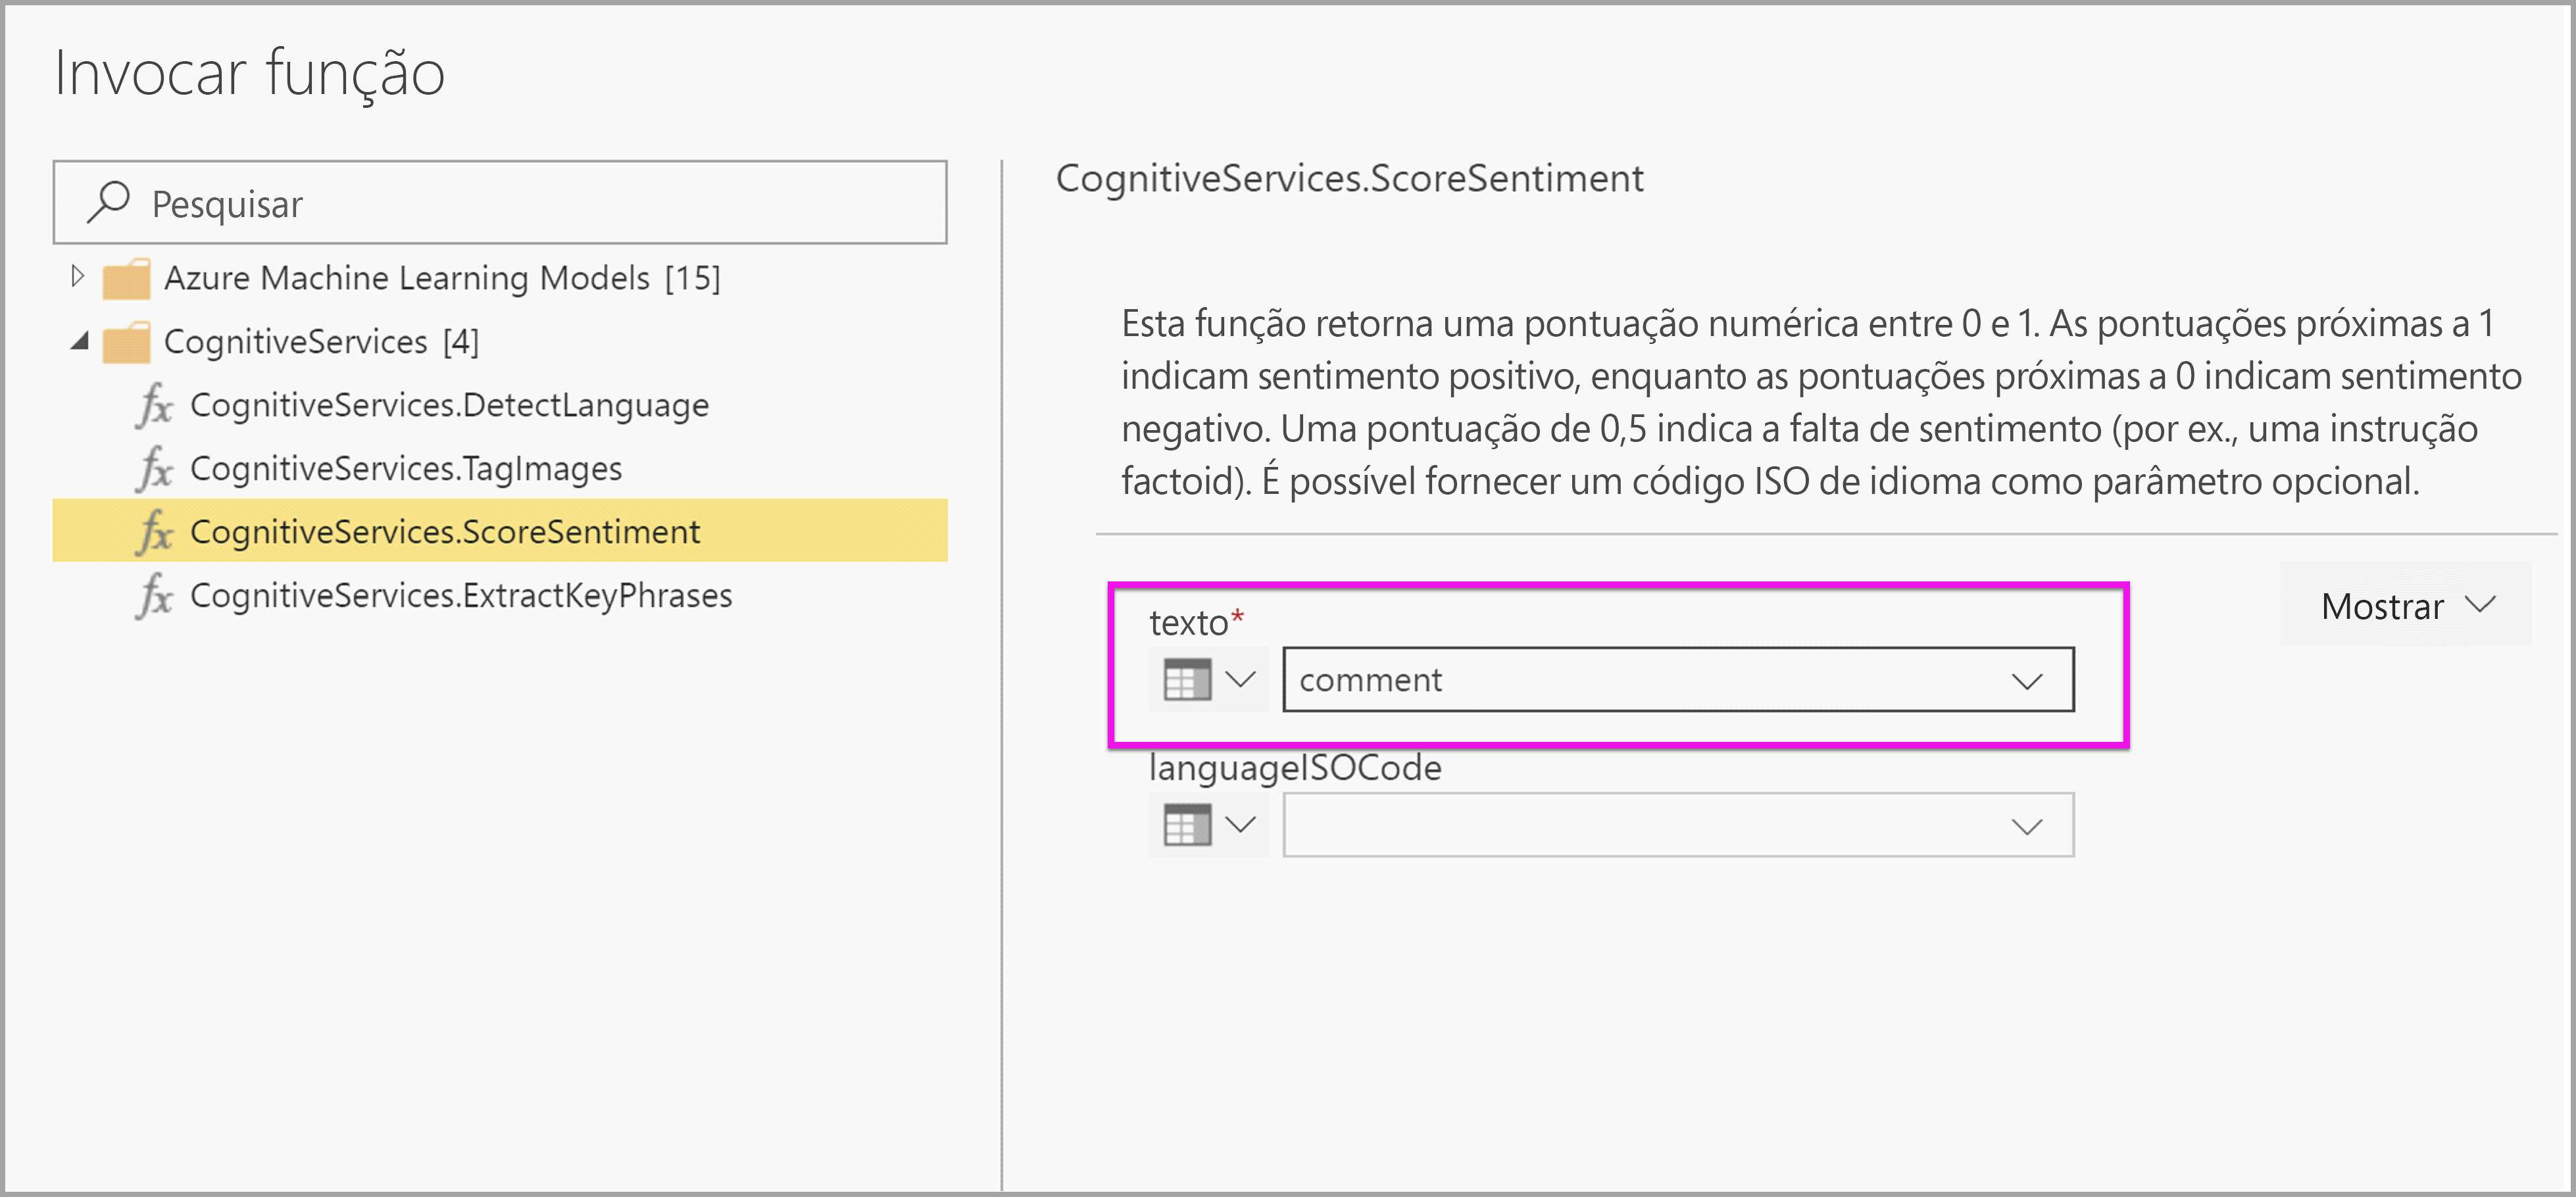 Invocar função
Pesquisar
Azure Machine Learning Models [15]
CognitiveServices [4]
fx CognitiveServices.DetectLanguage
fx CognitiveServices.TagImages
fx CognitiveServices.ScoreSentiment
fx CognitiveServices.ExtractKeyPhrases
CognitiveServices.ScoreSentiment
Esta função retorna uma pontuação numérica entre 0 e 1. As pontuações próximas a 1
indicam sentimento positivo, enquanto as pontuações próximas a 0 indicam sentimento
negativo. Uma pontuação de 0,5 indica a falta de sentimento (por ex., uma instrução
factoid). É possível fornecer um código ISO de idioma como parâmetro opcional.
Mostrar
texto*
comment
languageISOCode